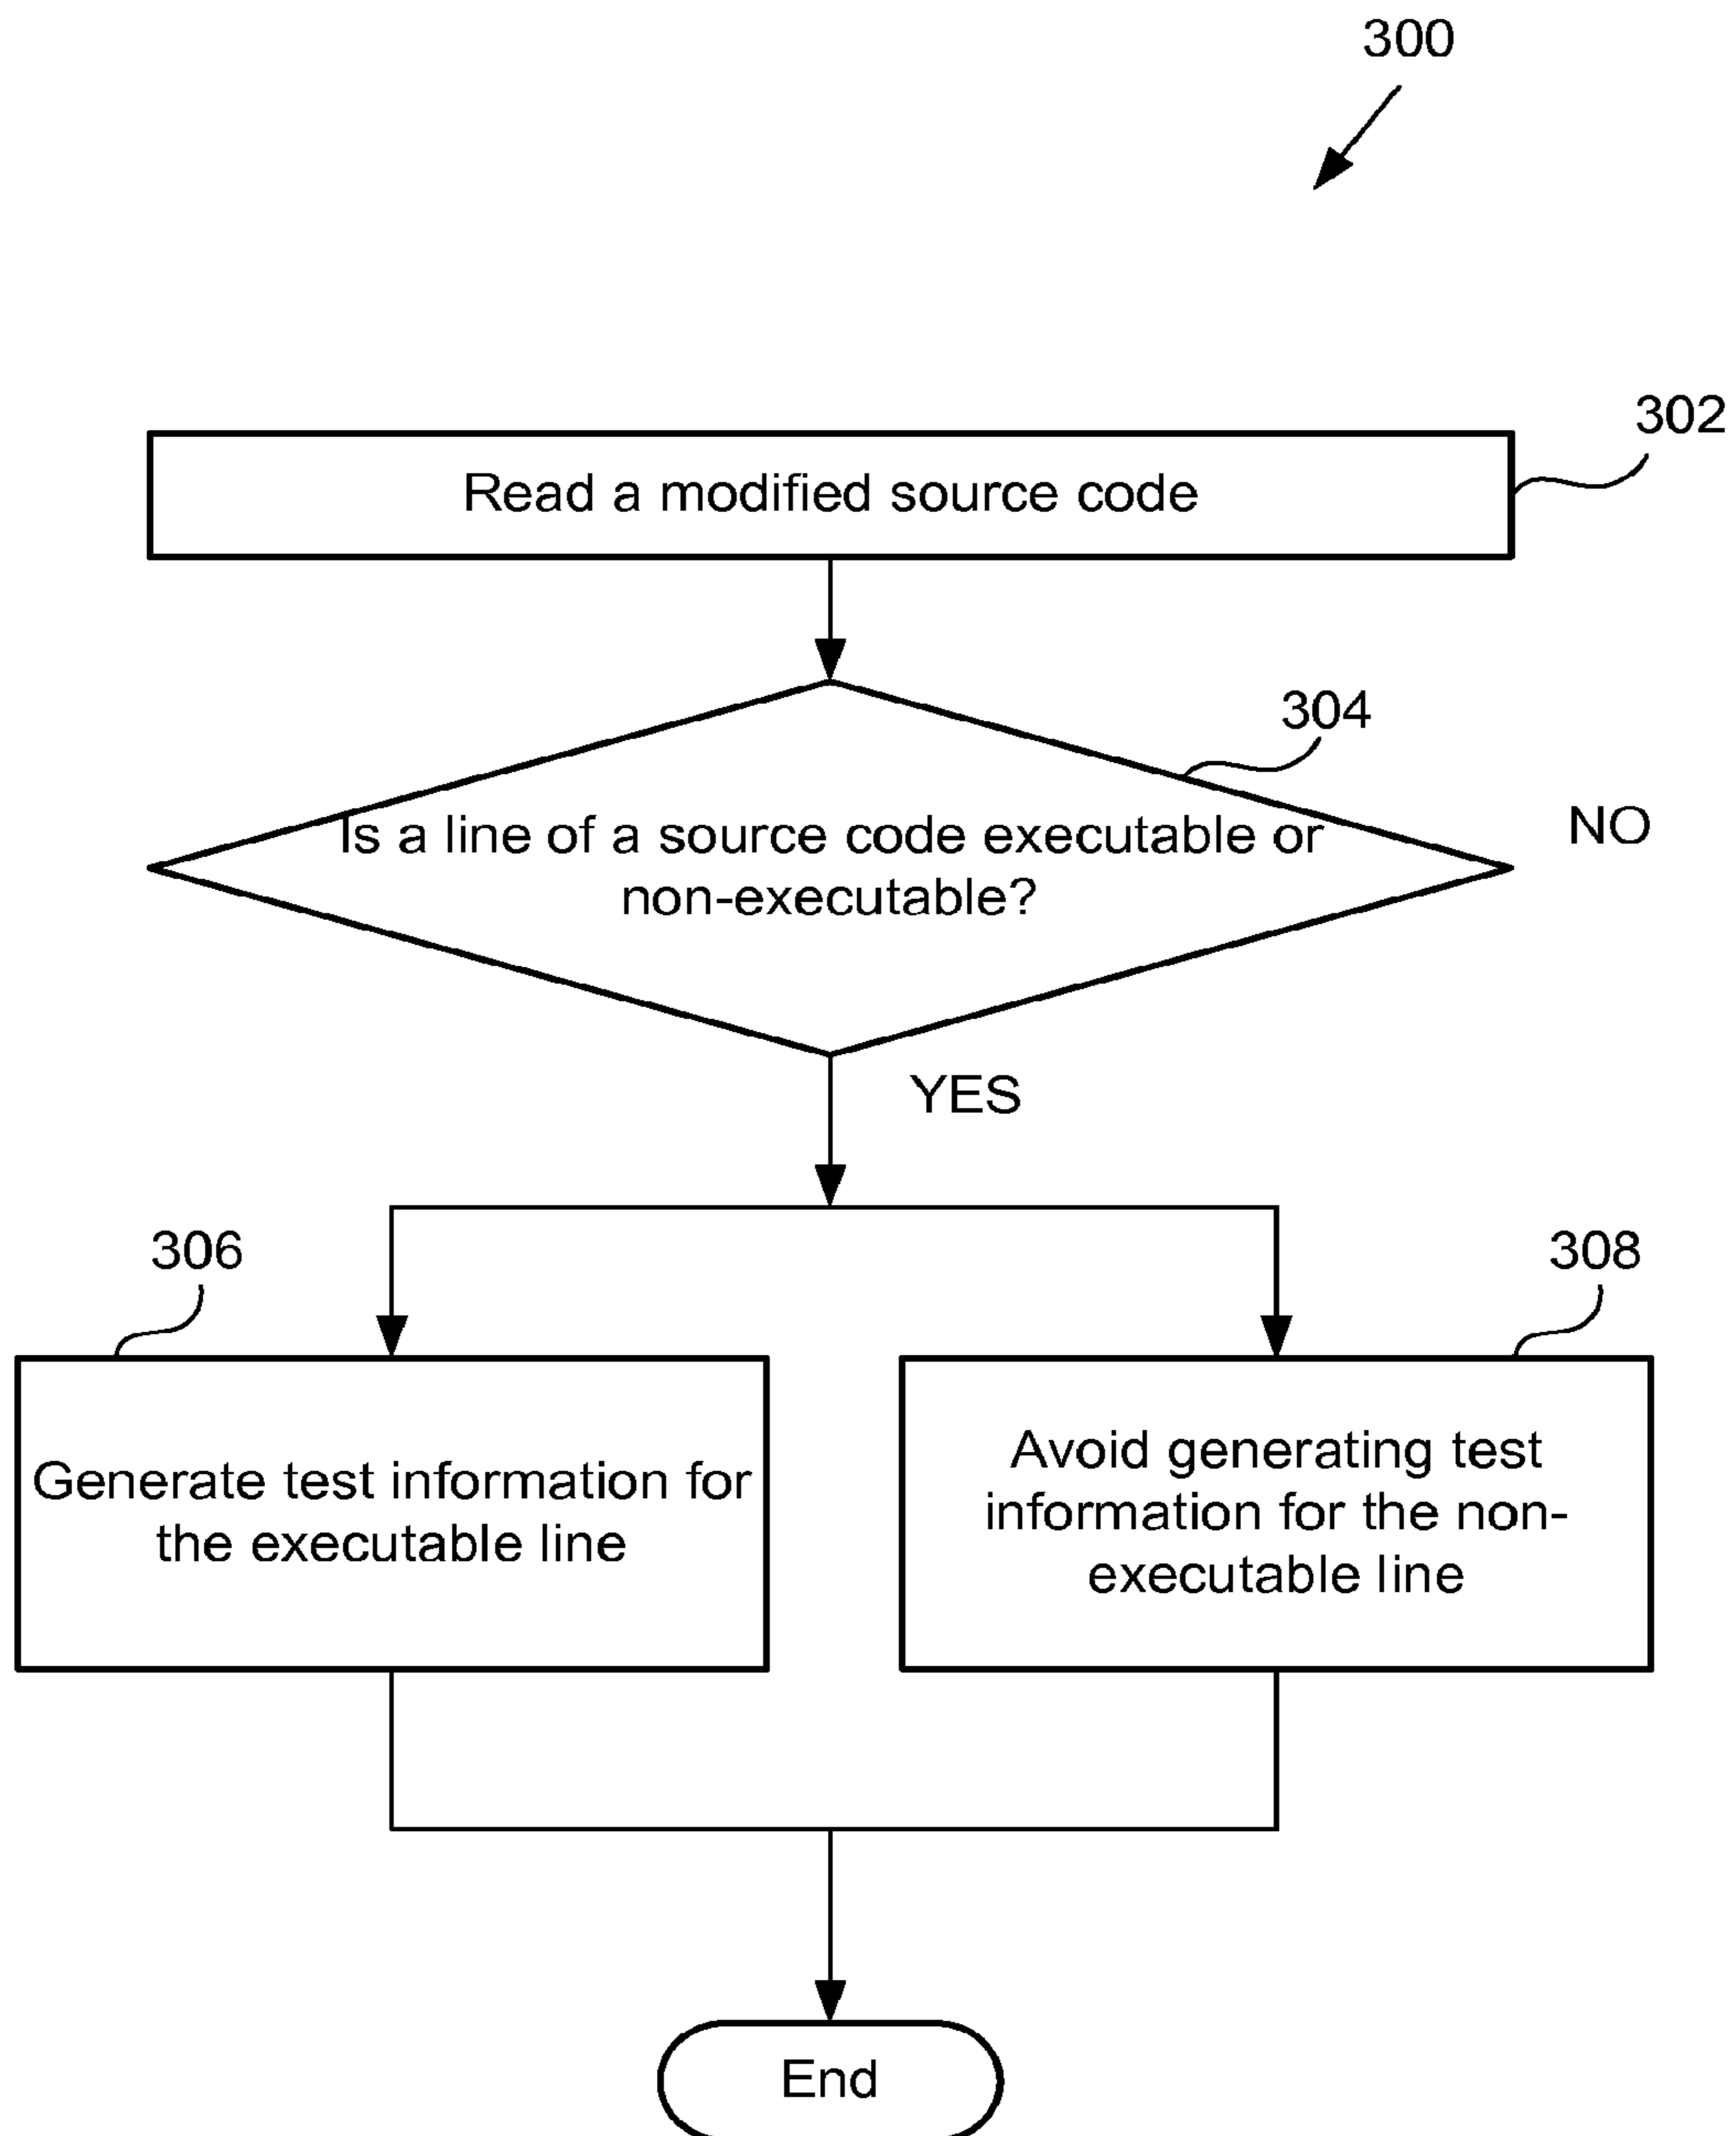 300
302
Read a modified source code
304
Is a line of a source code executable or
non-executable?
NO
YES
306
308
Generate test information for
the executable line
Avoid generating test
information for the non-
executable line
End